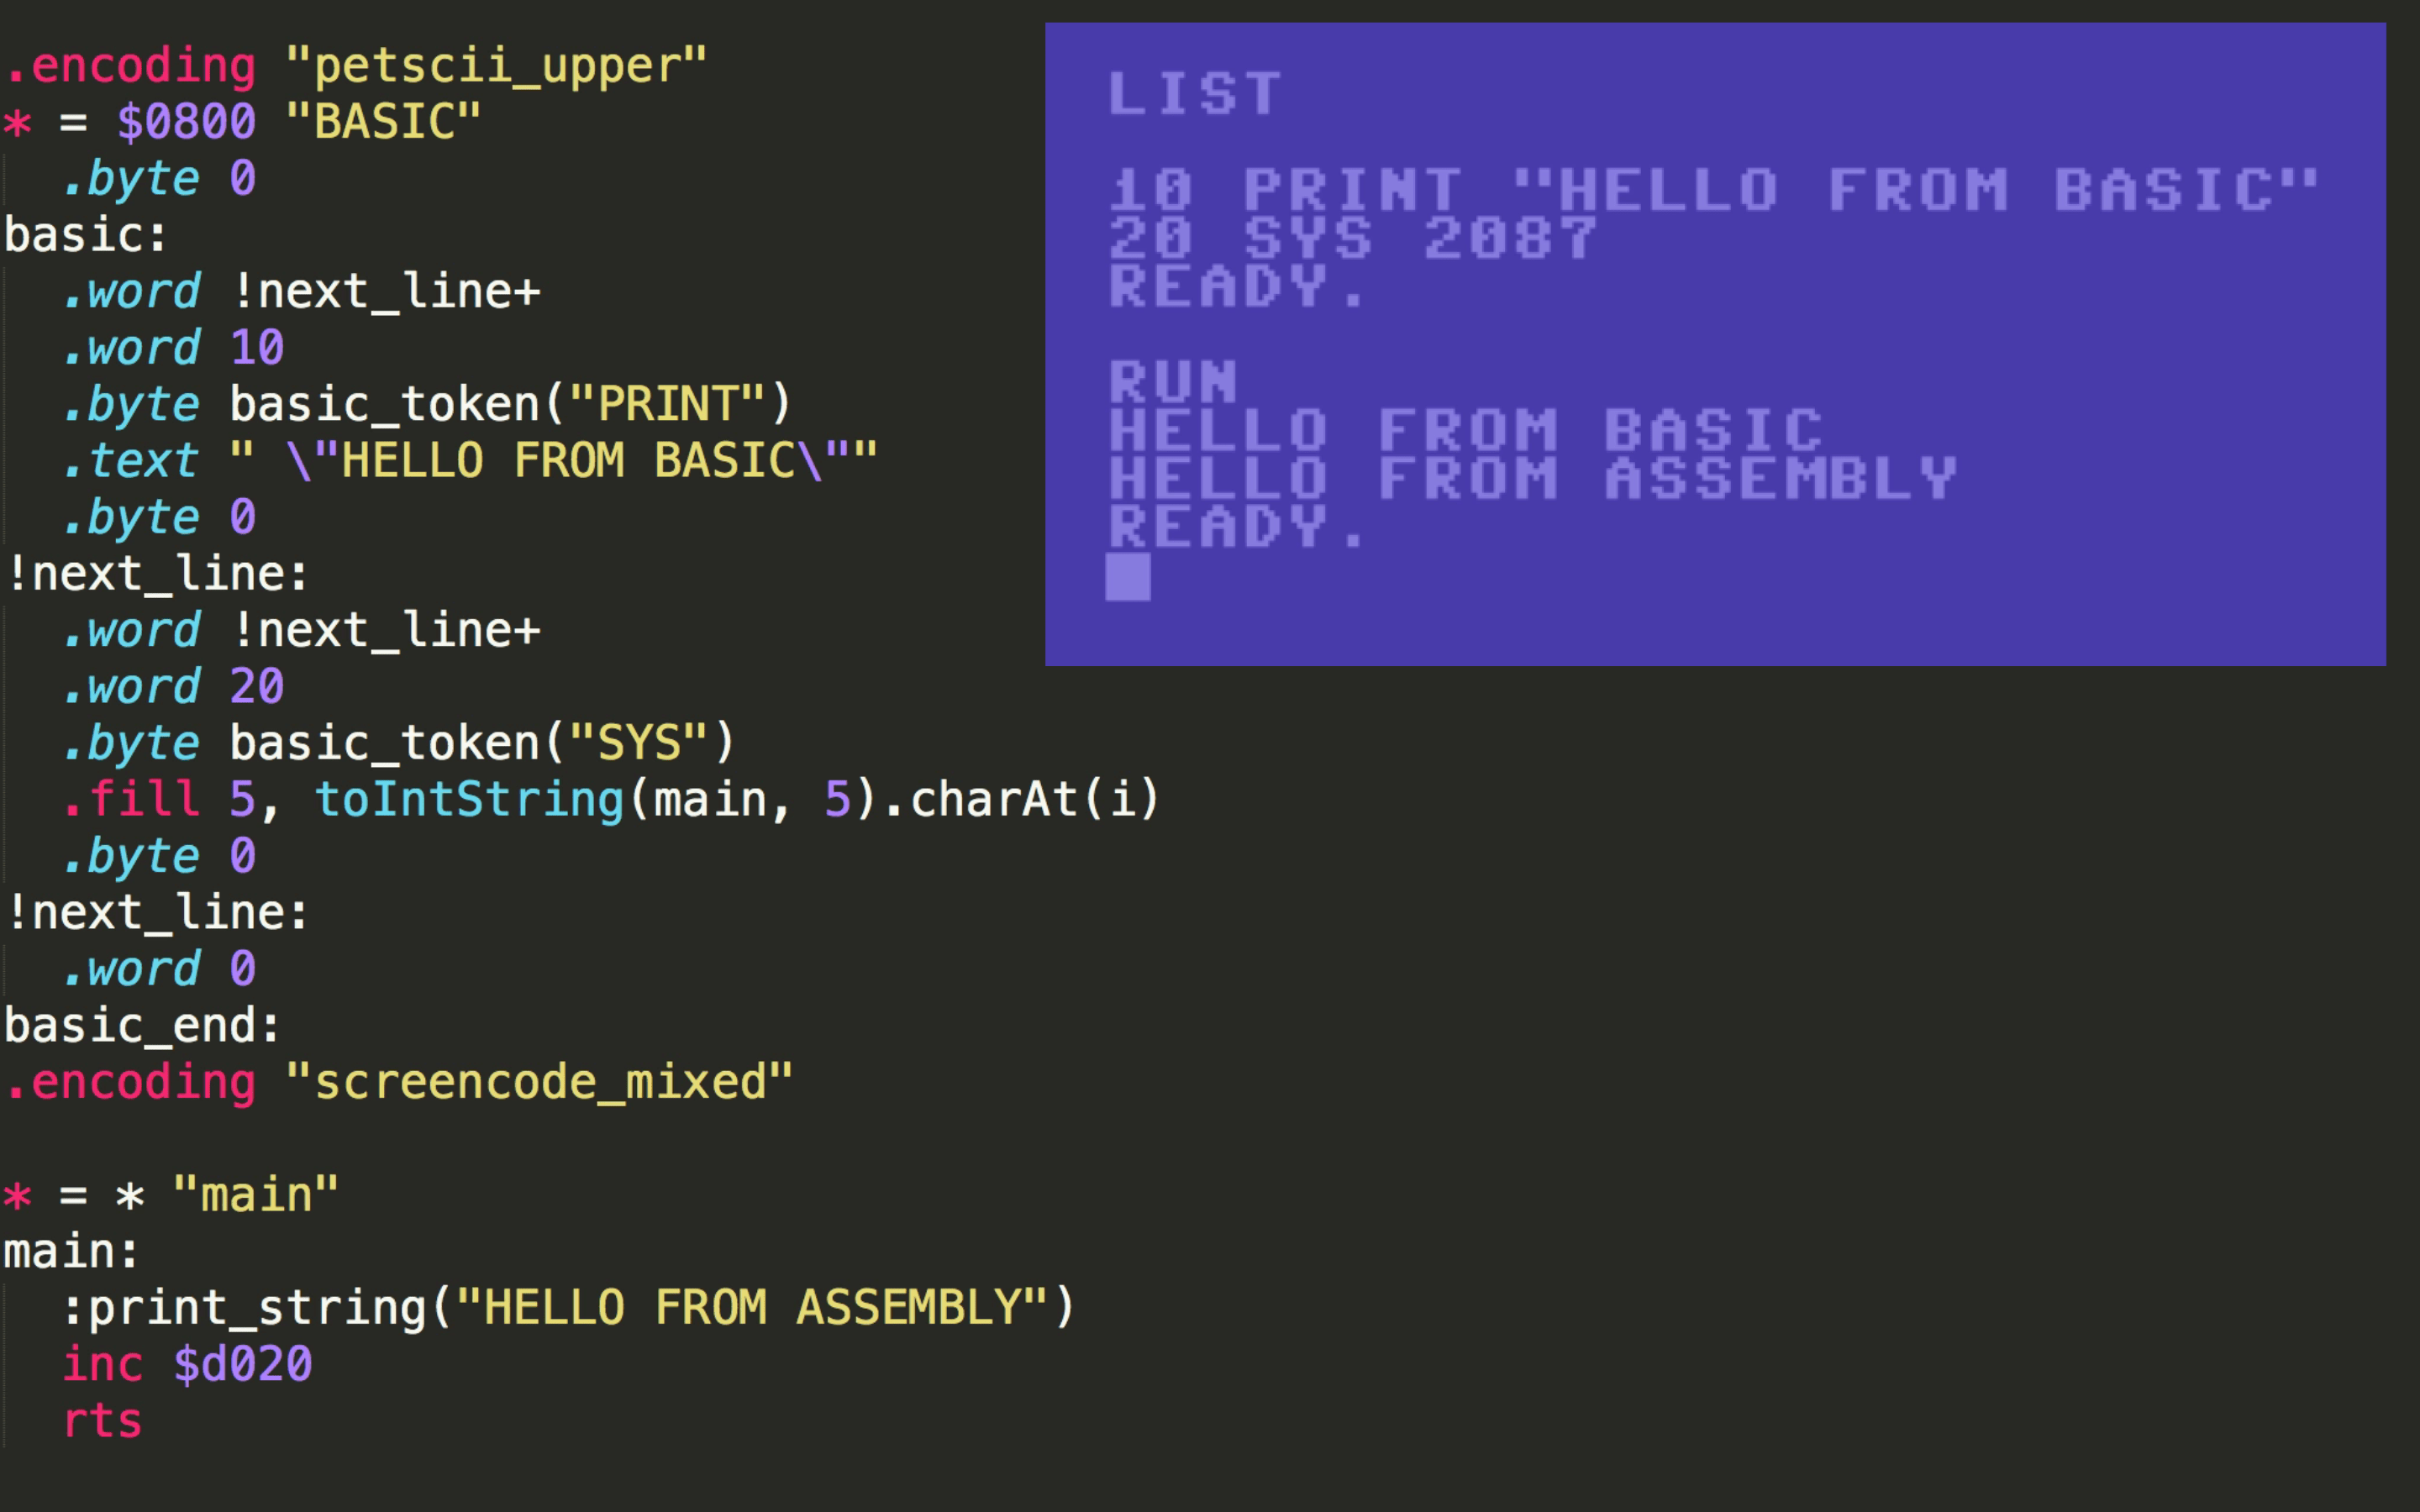 .encoding "petscii_upper"
* = $0800 "BASIC"
.byte 0
basic:
.word !next_line+
.word 10
.byte basic_token("PRINT")
.text " \"HELLO FROM BASIC\""
.byte 0
!next_line:
.word !next_line+
.word 20
.byte basic_token("SYS")
.fill 5, toIntString(main, 5).charAt(i)
.byte 0
!next_line:
.word 0
basic_end:
.encoding "screencode_mixed"
* = * "main"
main:
:print_string("HELLO FROM ASSEMBLY")
inc $d020
rts
LIST
10 PRINT "HELLO FROM BASIC"
20 SYS 2087
READY.
RUN
HELLO FROM BASIC
HELLO FROM ASSEMBLY
READY.